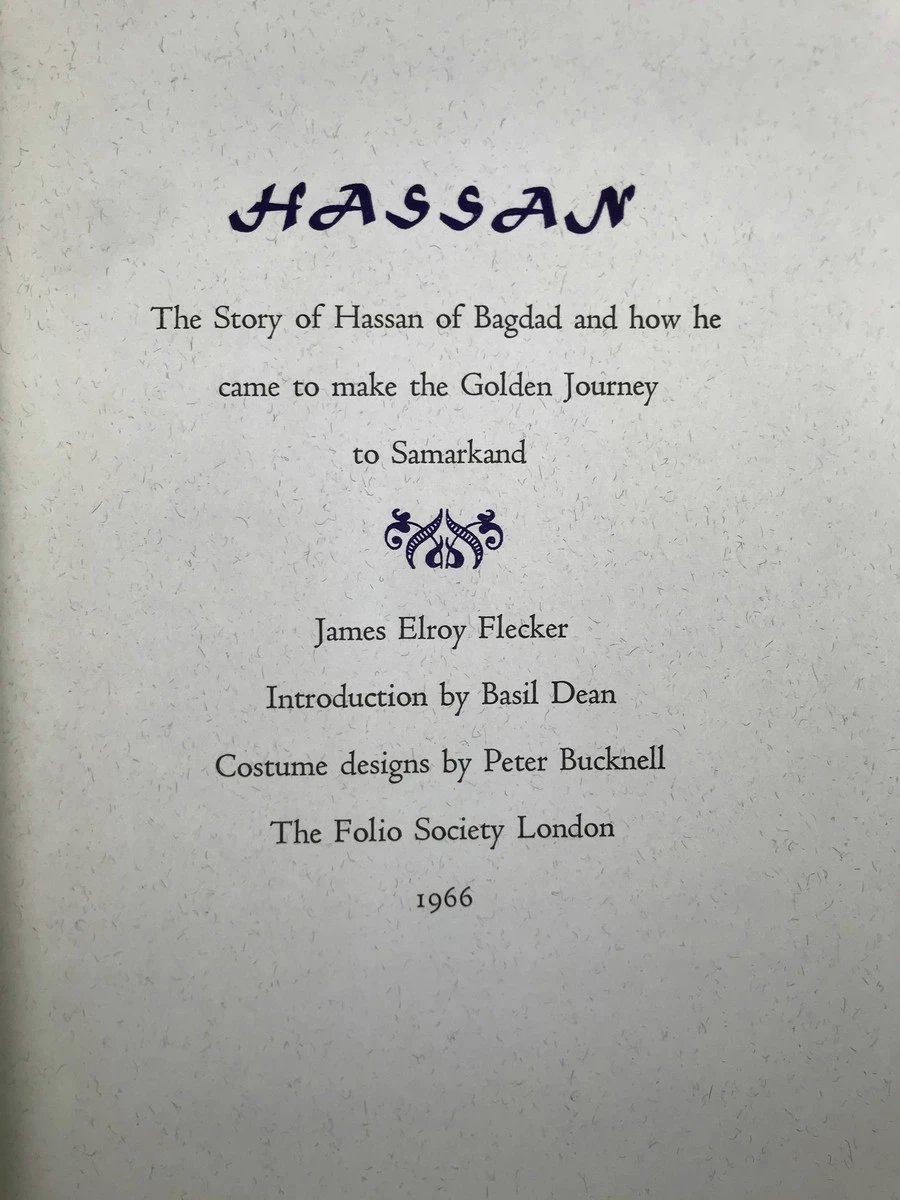 HASSAN
The Story of Hassan of Bagdad and how he
came to make the Golden Journey
to Samarkand
James Elroy Flecker
Introduction by Basil Dean
Costume designs by Peter Bucknell
The Folio Society London
1966